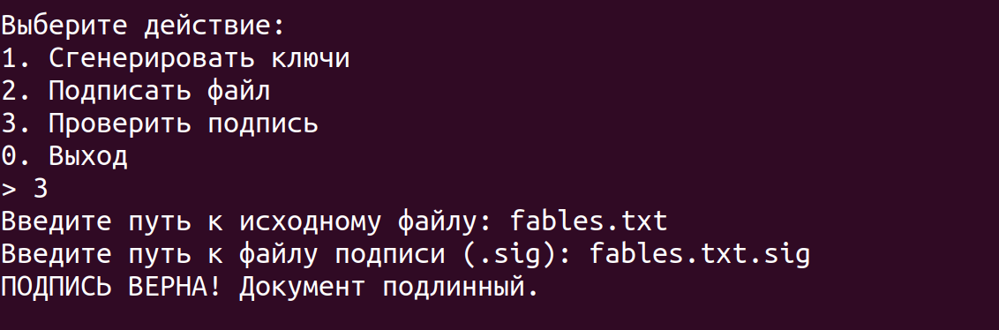 Выберите действие:
1. Сгенерировать ключи
2. Подписать файл
3. Проверить подпись
0. Выход
> 3
Введите путь к исходному файлу: fables.txt
Введите путь к файлу подписи (.sig): fables.txt.sig
ПОДПИСЬ ВЕРНА! Документ подлинный.